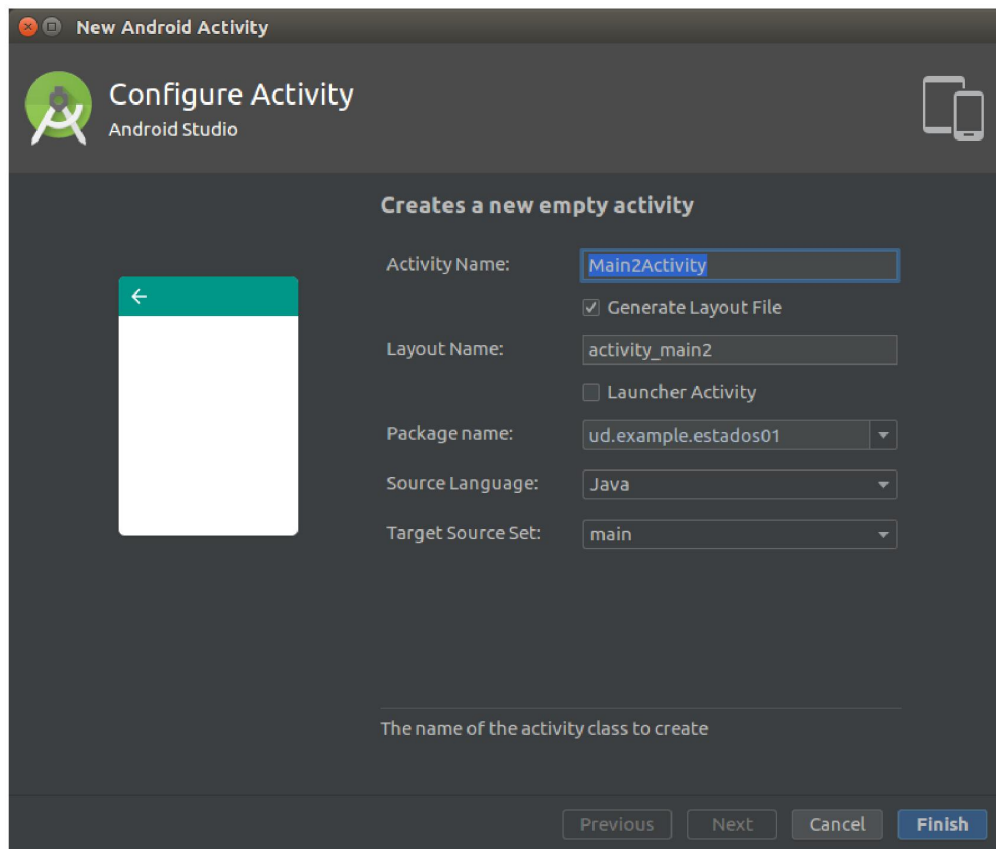 New Android Activity
Configure Activity
Android Studio
Creates a new empty activity
Activity Name: Main2Activity
Generate Layout File
Layout Name: activity_main2
Launcher Activity
Package name: ud.example.estados01
Source Language: Java
Target Source Set: main
The name of the activity class to create
Previous Next Cancel Finish